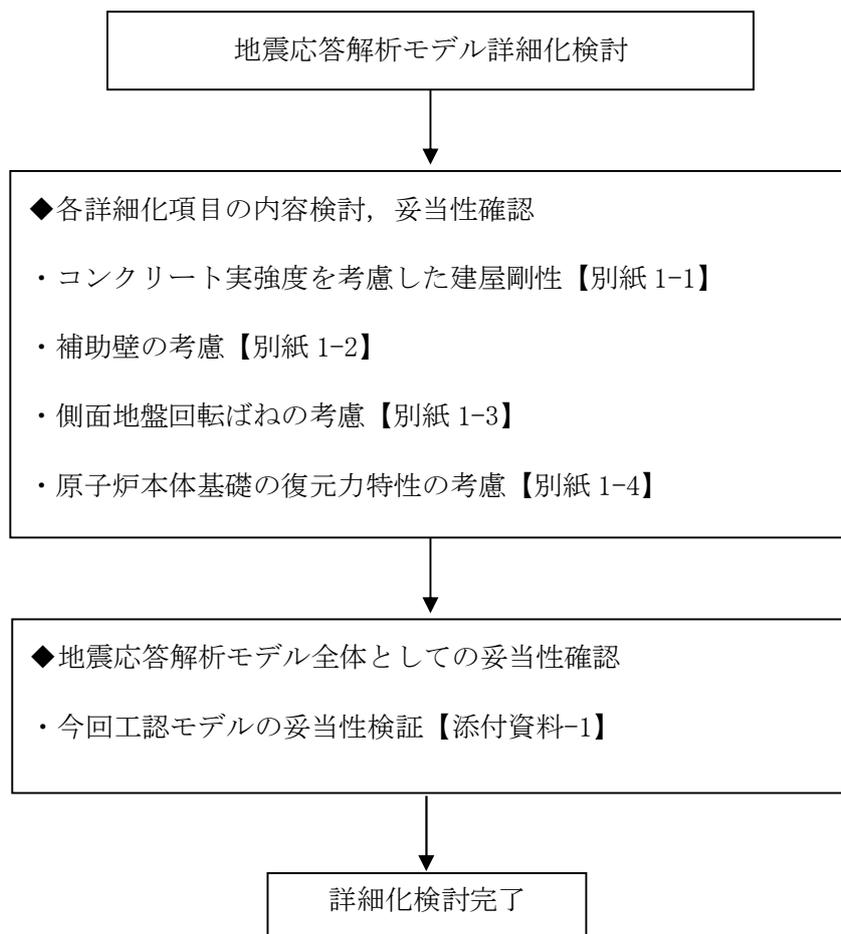 地震応答解析モデル詳細化検討
◆各詳細化項目の内容検討，妥当性確認
・コンクリート実強度を考慮した建屋剛性【別紙 1-1】
・補助壁の考慮【別紙 1-2】
・側面地盤回転ばねの考慮【別紙 1-3】
・原子炉本体基礎の復元力特性の考慮【別紙 1-4】
◆地震応答解析モデル全体としての妥当性確認
・今回工認モデルの妥当性検証【添付資料-1】
詳細化検討完了